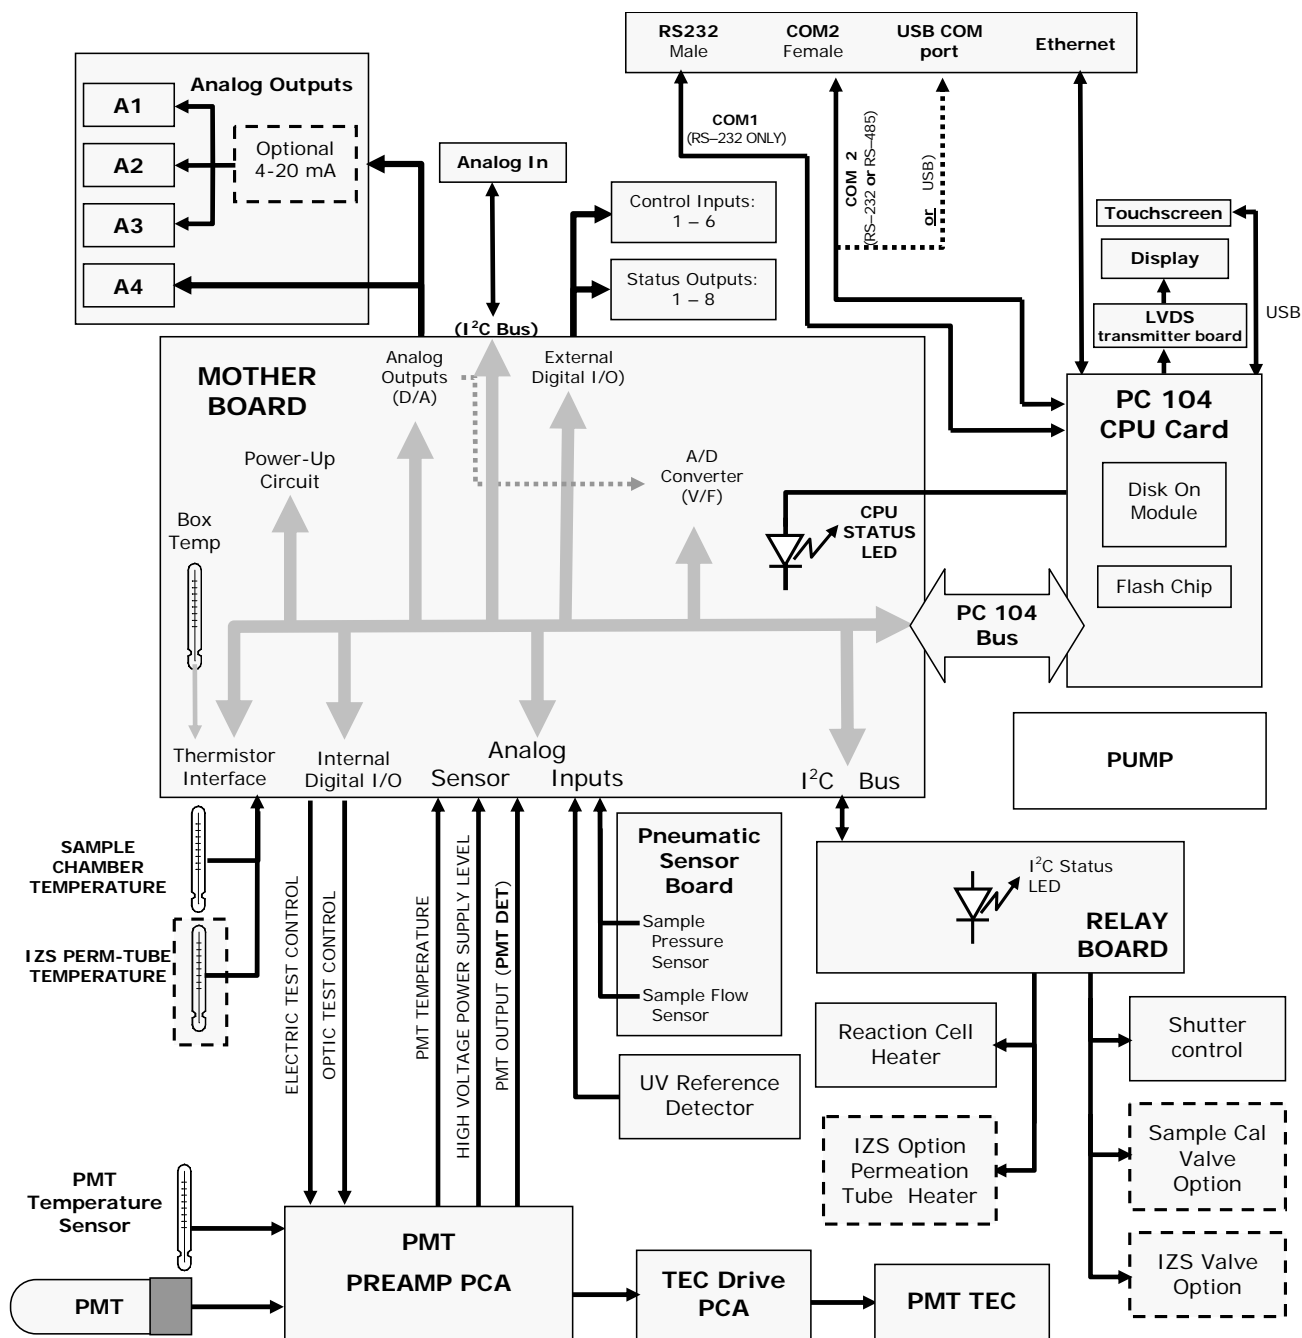 RS232
Male
COM2
Female
USB COM
port
Ethernet
Analog Outputs
A1
A2
A3
A4
Optional
4-20 mA
Analog In
COM1
(RS–232 ONLY)
COM 2
(RS–232 or RS–485)
or USB)
Control Inputs:
1 – 6
Status Outputs:
1 – 8
Touchscreen
Display
LVDS
transmitter board
USB
(I²C Bus)
MOTHER
BOARD
Analog
Outputs
(D/A)
External
Digital I/O)
Power-Up
Circuit
A/D
Converter
(V/F)
Box
Temp
CPU
STATUS
LED
PC 104
CPU Card
Disk On
Module
Flash Chip
PC 104
Bus
Thermistor
Interface
Internal
Digital I/O
Analog
Sensor Inputs
I²C Bus
PUMP
SAMPLE
CHAMBER
TEMPERATURE
IZS PERM-TUBE
TEMPERATURE
ELECTRIC TEST CONTROL
OPTIC TEST CONTROL
PMT TEMPERATURE
HIGH VOLTAGE POWER SUPPLY LEVEL
PMT OUTPUT (PMT DET)
Pneumatic
Sensor
Board
Sample
Pressure
Sensor
Sample Flow
Sensor
UV Reference
Detector
I²C Status
LED
RELAY
BOARD
Reaction Cell
Heater
IZS Option
Permeation
Tube Heater
Shutter
control
Sample Cal
Valve
Option
IZS Valve
Option
PMT
Temperature
Sensor
PMT
PMT
PREAMP PCA
TEC Drive
PCA
PMT TEC